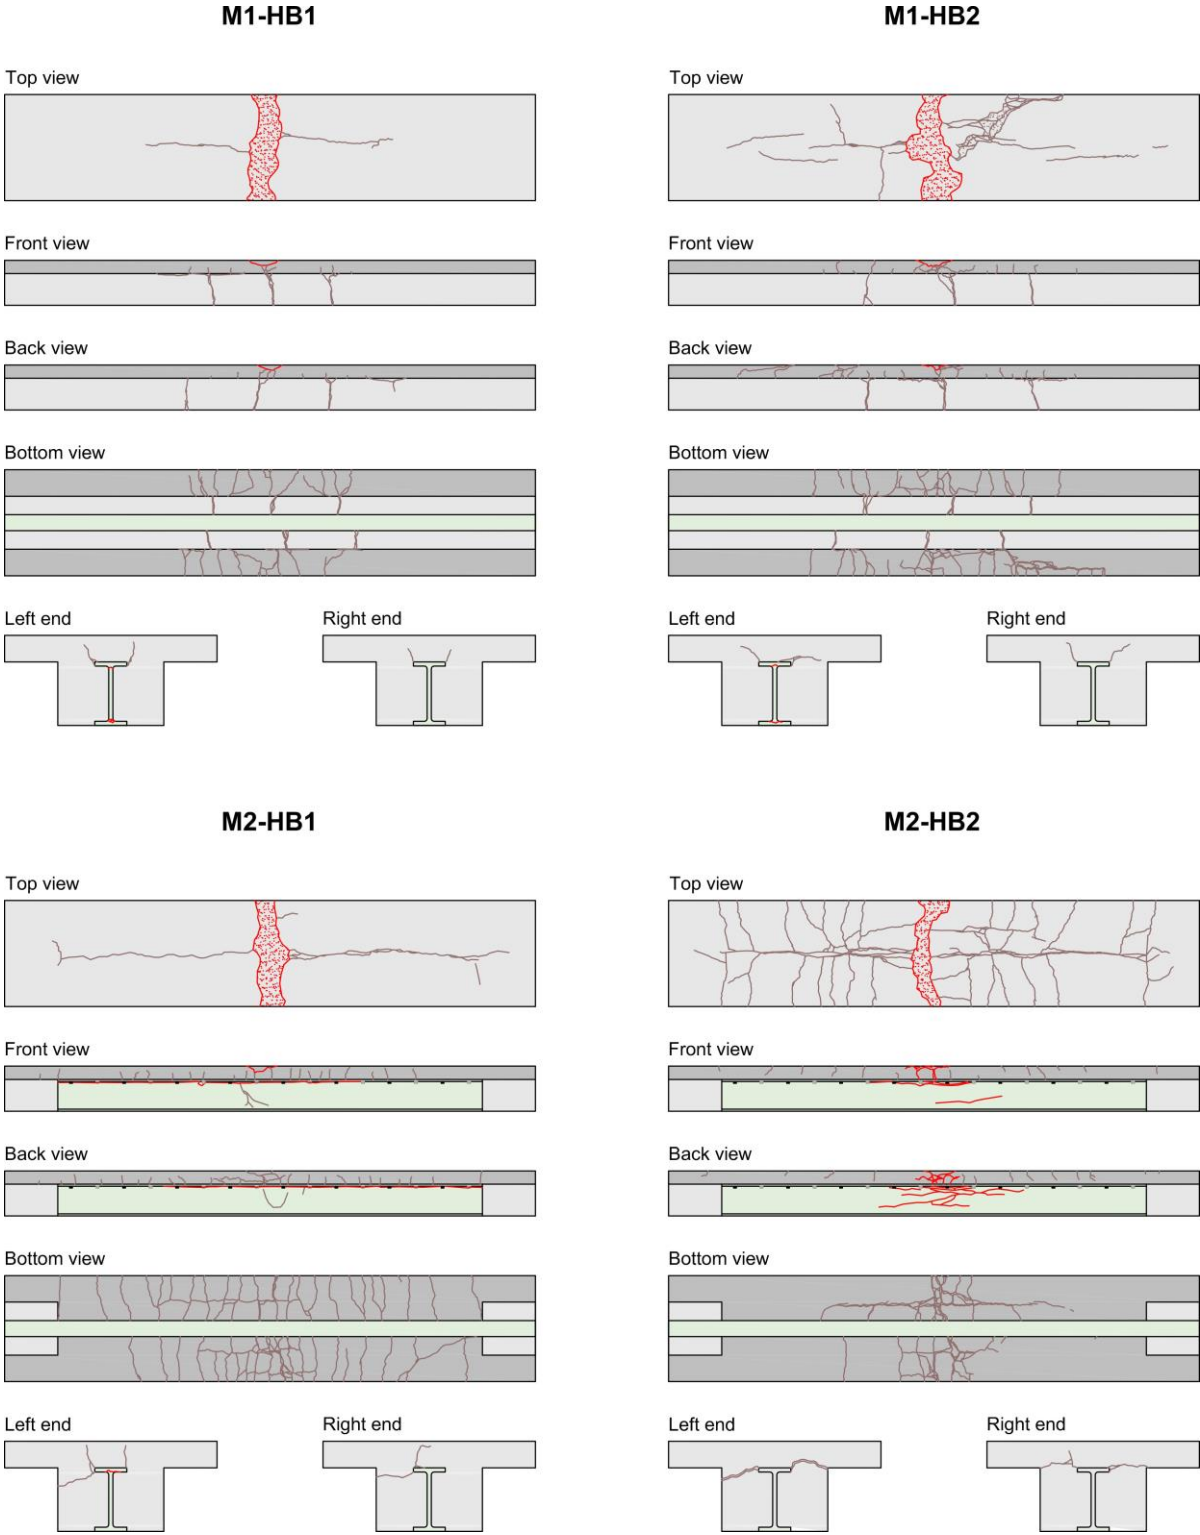 M1-HB1
M1-HB2
Top view
Top view
Front view
Front view
Back view
Back view
Bottom view
Bottom view
Left end
Right end
Left end
Right end
M2-HB1
M2-HB2
Top view
Top view
Front view
Front view
Back view
Back view
Bottom view
Bottom view
Left end
Right end
Left end
Right end